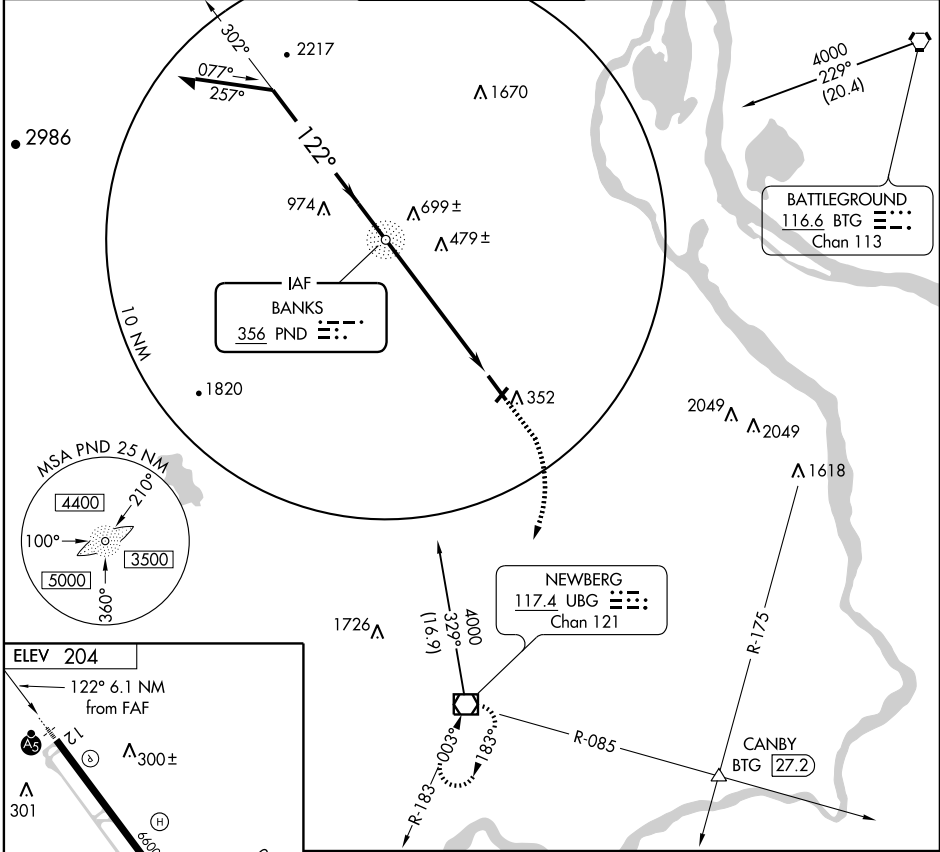 302°
2217
077°
257°
1670
4000
229°
(20.4)
2986
122°
BATTLEGROUND
116.6 BTG
Chan 113
974
699±
479±
IAF
BANKS
356 PND
10 NM
1820
352
2049
2049
1618
MSA PND 25 NM
4400
210°
100°
3500
5000
360°
NEWBERG
117.4 UBG
Chan 121
4000
329°
(16.9)
1726
R-175
ELEV 204
122° 6.1 NM
from FAF
12
A5
300±
301
H
6600
003°
183°
R-183
R-085
CANBY
BTG 27.2